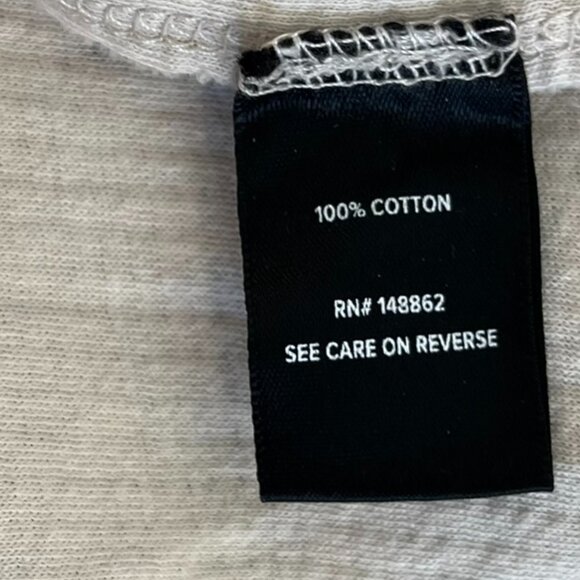 100% COTTON
RN# 148862
SEE CARE ON REVERSE